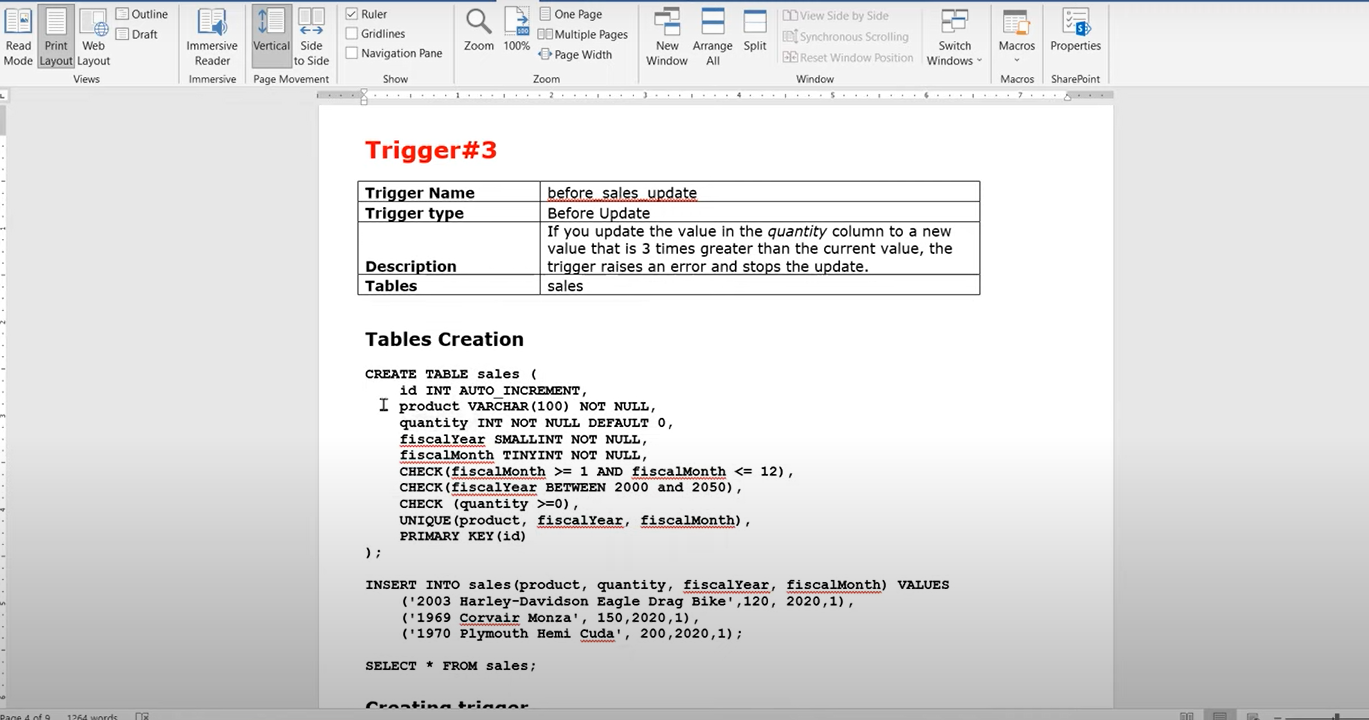 Read Mode
Print Layout
Web Layout
Outline
Draft
Views
Immersive Reader
Immersive
Vertical
Side to Side
Page Movement
Ruler
Gridlines
Navigation Pane
Show
Zoom
100%
One Page
Multiple Pages
Page Width
Zoom
New Window
Arrange All
Split
View Side by Side
Synchronous Scrolling
Reset Window Position
Window
Switch Windows
Macros
Macros
Properties
SharePoint
1 2 3 4 5 6 7
Trigger#3
Trigger Name before_sales_update
Trigger type Before Update
Description If you update the value in the quantity column to a new
value that is 3 times greater than the current value, the
trigger raises an error and stops the update.
Tables sales
Tables Creation
CREATE TABLE sales (
id INT AUTO_INCREMENT,
product VARCHAR(100) NOT NULL,
quantity INT NOT NULL DEFAULT 0,
fiscalYear SMALLINT NOT NULL,
fiscalMonth TINYINT NOT NULL,
CHECK(fiscalMonth >= 1 AND fiscalMonth <= 12),
CHECK(fiscalYear BETWEEN 2000 and 2050),
CHECK (quantity >=0),
UNIQUE(product, fiscalYear, fiscalMonth),
PRIMARY KEY(id)
);
INSERT INTO sales(product, quantity, fiscalYear, fiscalMonth) VALUES
('2003 Harley-Davidson Eagle Drag Bike',120, 2020,1),
('1969 Corvair Monza', 150,2020,1),
('1970 Plymouth Hemi Cuda', 200,2020,1);
SELECT * FROM sales;
Creating trigger
Page 4 of 9 1264 words